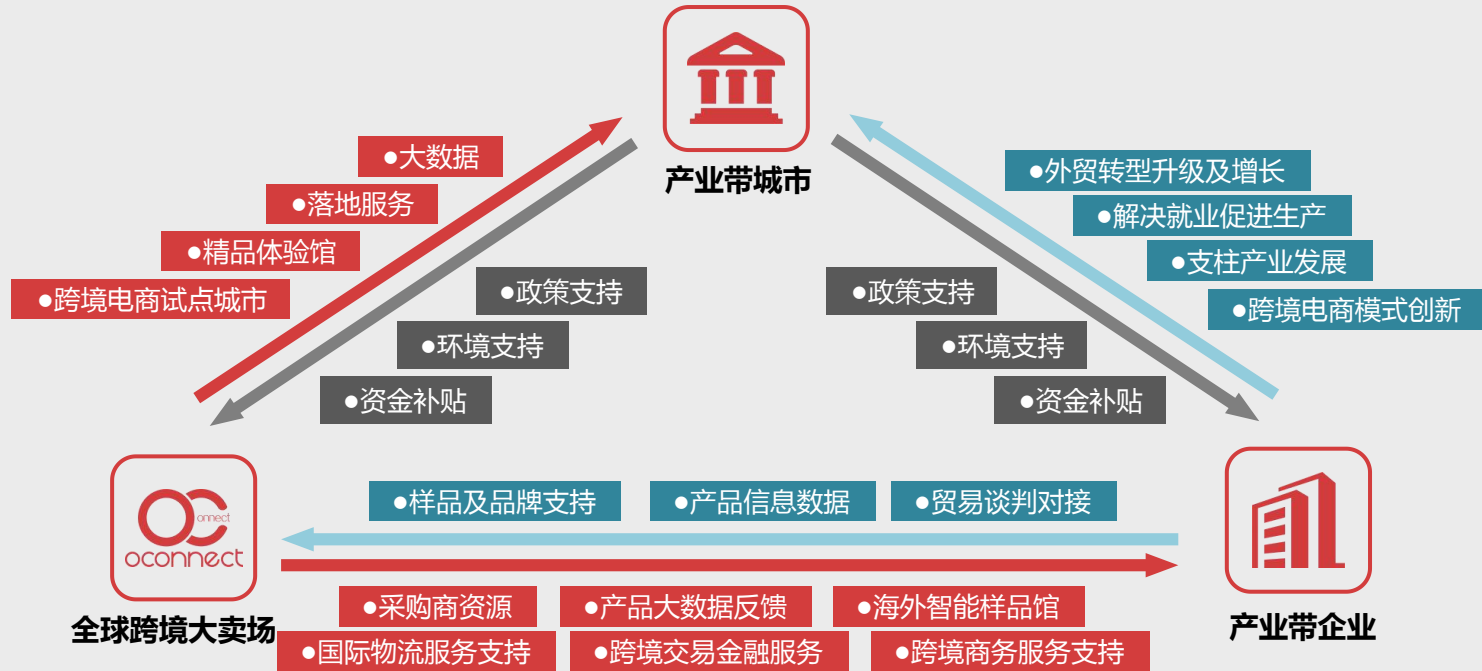 产业带城市
●大数据
●落地服务
●精品体验馆
●跨境电商试点城市
●政策支持
●环境支持
●资金补贴
●政策支持
●环境支持
●资金补贴
●外贸转型升级及增长
●解决就业促进生产
●支柱产业发展
●跨境电商模式创新
onnect
oconnect
全球跨境大卖场
●样品及品牌支持 ●产品信息数据 ●贸易谈判对接
●采购商资源 ●产品大数据反馈 ●海外智能样品馆
●国际物流服务支持 ●跨境交易金融服务 ●跨境商务服务支持
产业带企业